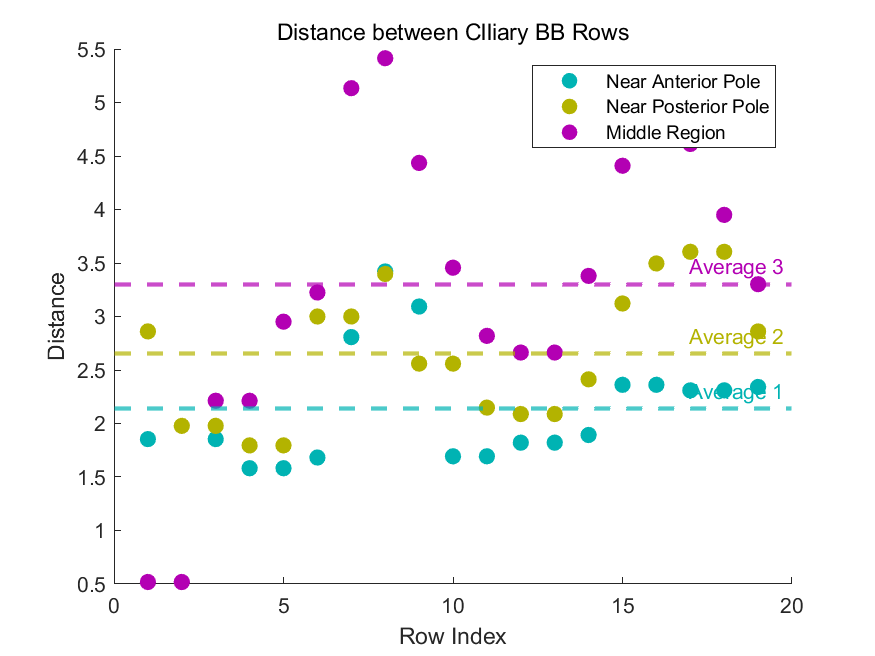 Distance between CIliary BB Rows
5.5
5
4.5
4
3.5
3
2.5
2
1.5
1
0.5
Distance
Near Anterior Pole
Near Posterior Pole
Middle Region
Average 3
Average 2
Average 1
0
5
10
15
20
Row Index